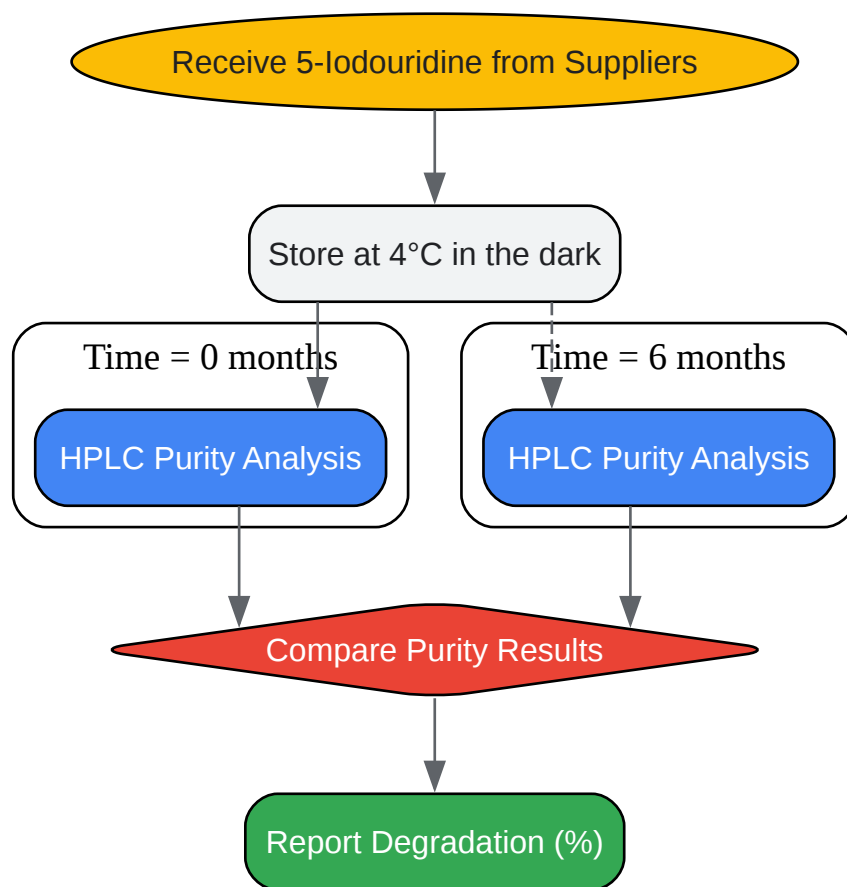 Receive 5-Iodouridine from Suppliers
Store at 4°C in the dark
Time = 0 months
Time = 6 months
HPLC Purity Analysis
HPLC Purity Analysis
Compare Purity Results
Report Degradation (%)